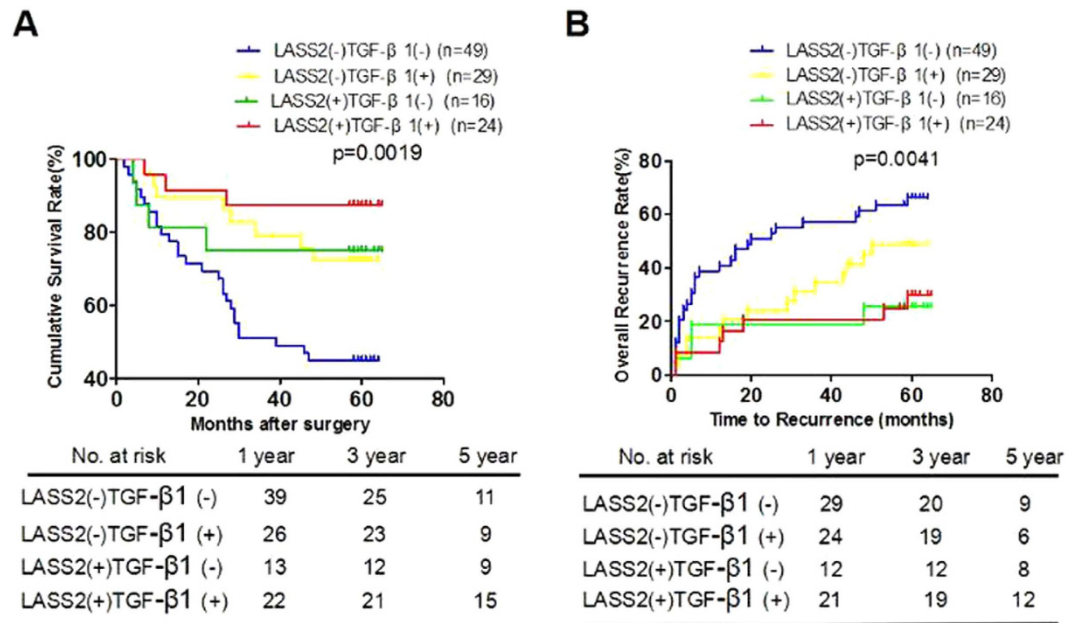 A
LASS2(-)TGF-β 1(-) (n=49)
LASS2(-)TGF-β 1(+) (n=29)
LASS2(+)TGF-β 1(-) (n=16)
LASS2(+)TGF-β 1(+) (n=24)
p=0.0019
Cumulative Survival Rate(%)
100
80
60
40
0 20 40 60 80
Months after surgery
No. at risk 1 year 3 year 5 year
LASS2(-)TGF-β1 (-) 39 25 11
LASS2(-)TGF-β1 (+) 26 23 9
LASS2(+)TGF-β1 (-) 13 12 9
LASS2(+)TGF-β1 (+) 22 21 15
B
LASS2(-)TGF-β 1(-) (n=49)
LASS2(-)TGF-β 1(+) (n=29)
LASS2(+)TGF-β 1(-) (n=16)
LASS2(+)TGF-β 1(+) (n=24)
p=0.0041
Overall Recurrence Rate(%)
80
60
40
20
0
0 20 40 60 80
Time to Recurrence (months)
No. at risk 1 year 3 year 5 year
LASS2(-)TGF-β1 (-) 29 20 9
LASS2(-)TGF-β1 (+) 24 19 6
LASS2(+)TGF-β1 (-) 12 12 8
LASS2(+)TGF-β1 (+) 21 19 12